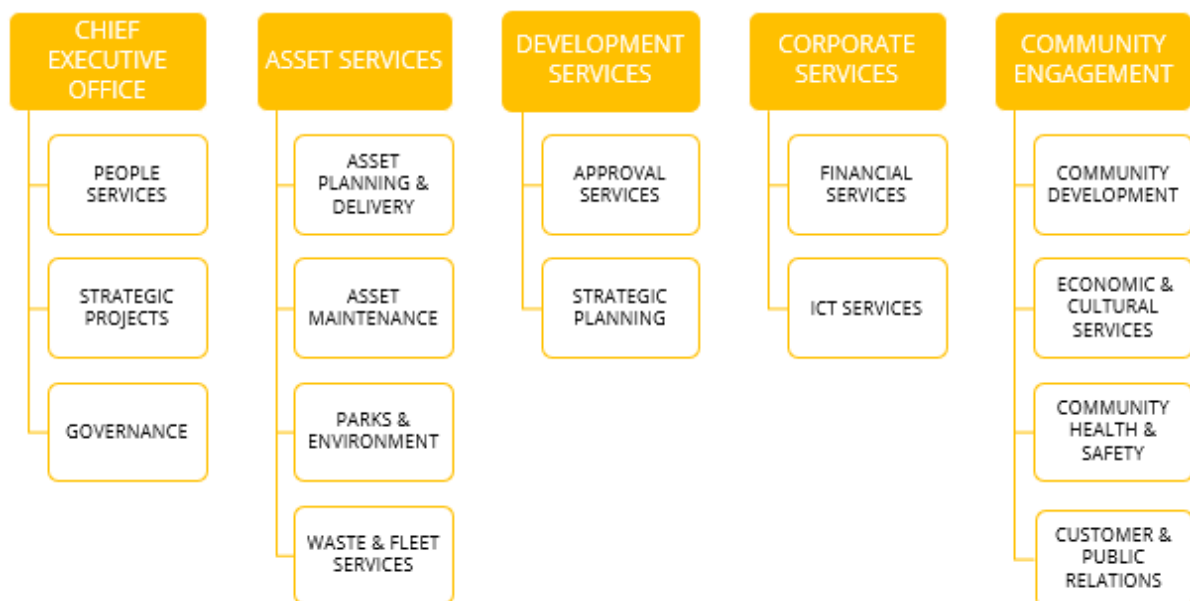 CHIEF
EXECUTIVE
OFFICE
PEOPLE
SERVICES
STRATEGIC
PROJECTS
GOVERNANCE
ASSET SERVICES
ASSET
PLANNING &
DELIVERY
ASSET
MAINTENANCE
PARKS &
ENVIRONMENT
WASTE & FLEET
SERVICES
DEVELOPMENT
SERVICES
APPROVAL
SERVICES
STRATEGIC
PLANNING
CORPORATE
SERVICES
FINANCIAL
SERVICES
ICT SERVICES
COMMUNITY
ENGAGEMENT
COMMUNITY
DEVELOPMENT
ECONOMIC &
CULTURAL
SERVICES
COMMUNITY
HEALTH &
SAFETY
CUSTOMER &
PUBLIC
RELATIONS